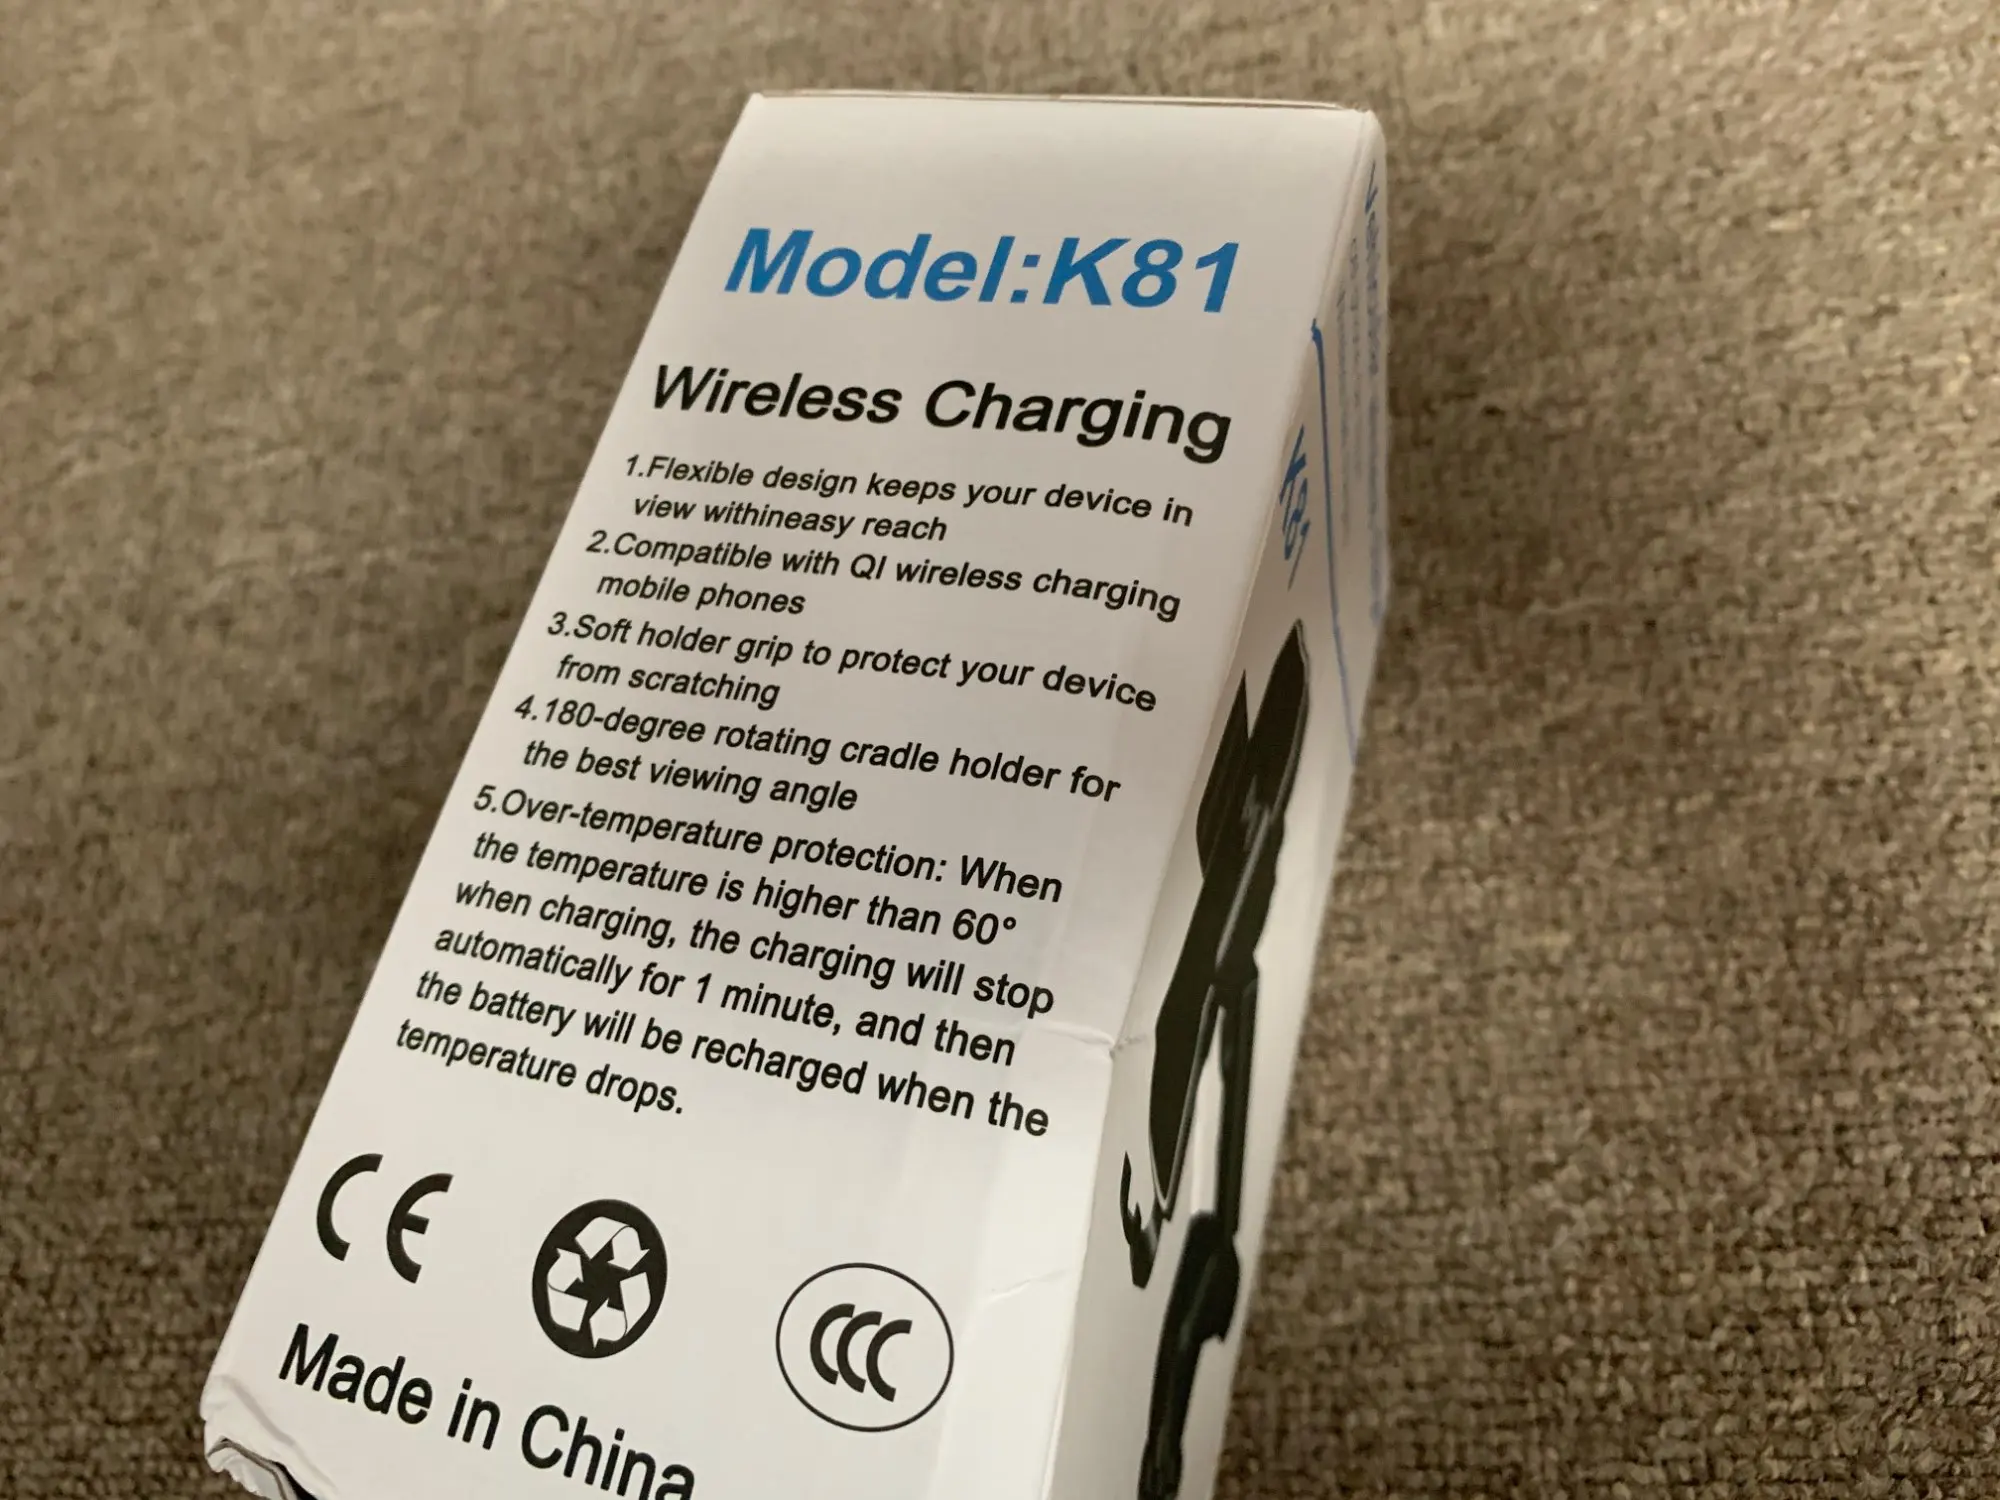 Model:K81
Wireless Charging
1.Flexible design keeps your device in
view withineasy reach
2.Compatible with QI wireless charging
mobile phones
3.Soft holder grip to protect your device
from scratching
4.180-degree rotating cradle holder for
the best viewing angle
5.Over-temperature protection: When
the temperature is higher than 60°
when charging, the charging will stop
automatically for 1 minute, and then
the battery will be recharged when the
temperature drops.
CE
CCC
Made in China
K81